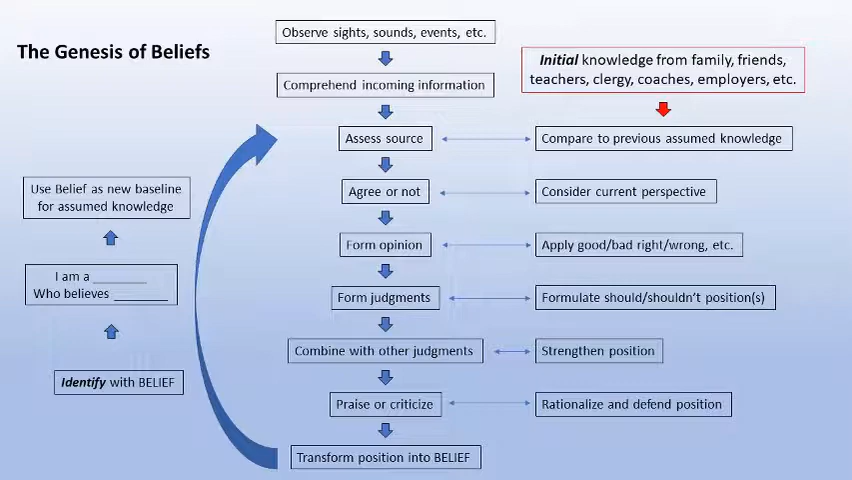 The Genesis of Beliefs
Observe sights, sounds, events, etc.
Comprehend incoming information
Initial knowledge from family, friends,
teachers, clergy, coaches, employers, etc.
Assess source
Compare to previous assumed knowledge
Agree or not
Consider current perspective
Form opinion
Apply good/bad right/wrong, etc.
Form judgments
Formulate should/shouldn't position(s)
Combine with other judgments
Strengthen position
Praise or criticize
Rationalize and defend position
Transform position into BELIEF
Use Belief as new baseline
for assumed knowledge
I am a ________
Who believes ________
Identify with BELIEF